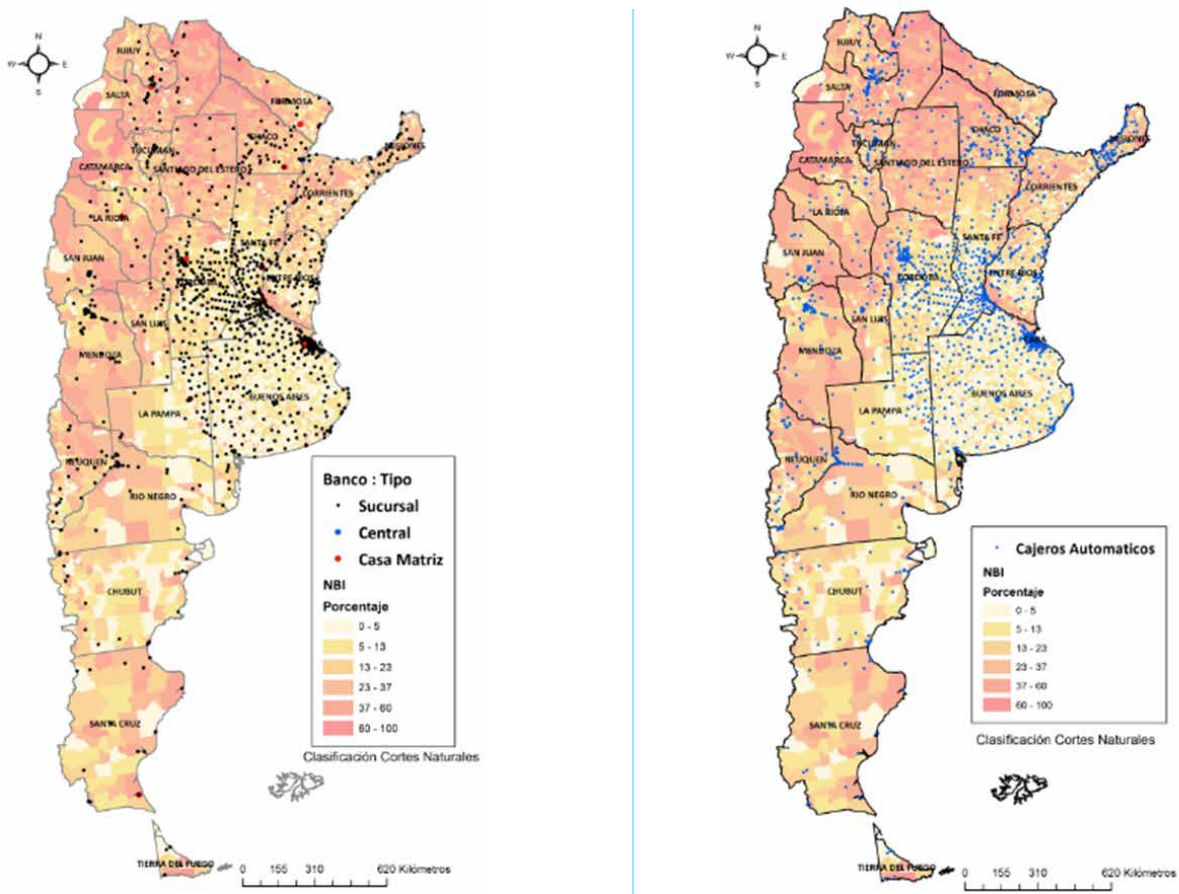 N
W E
S
JUJUY
SALTA
FORMOSA
CHACO
TUCUMAN
MISIONES
CATAMARCA
SANTIAGO DEL ESTERO
CORRIENTES
LA RIOJA
SANTA FE
SAN JUAN
CORDOBA
ENTRE RIOS
SAN LUIS
MENDOZA
BUENOS AIRES
LA PAMPA
NEUQUEN
RIO NEGRO
CHUBUT
SANTA CRUZ
TIERRA DEL FUEGO
Banco : Tipo
Sucursal
Central
Casa Matriz
NBI
Porcentaje
0 - 5
5 - 13
13 - 23
23 - 37
37 - 60
60 - 100
Clasificación Cortes Naturales
0 155 310 620 Kilómetros
N
W E
S
JUJUY
SALTA
FORMOSA
CHACO
TUCUMAN
MISIONES
CATAMARCA
SANTIAGO DEL ESTERO
CORRIENTES
LA RIOJA
SANTA FE
SAN JUAN
CORDOBA
ENTRE RIOS
SAN LUIS
CABA
MENDOZA
BUENOS AIRES
LA PAMPA
NEUQUEN
RIO NEGRO
CHUBUT
SANTA CRUZ
TIERRA DEL FUEGO
Cajeros Automaticos
NBI
Porcentaje
0 - 5
5 - 13
13 - 23
23 - 37
37 - 60
60 - 100
Clasificación Cortes Naturales
0 155 310 620 Kilómetros